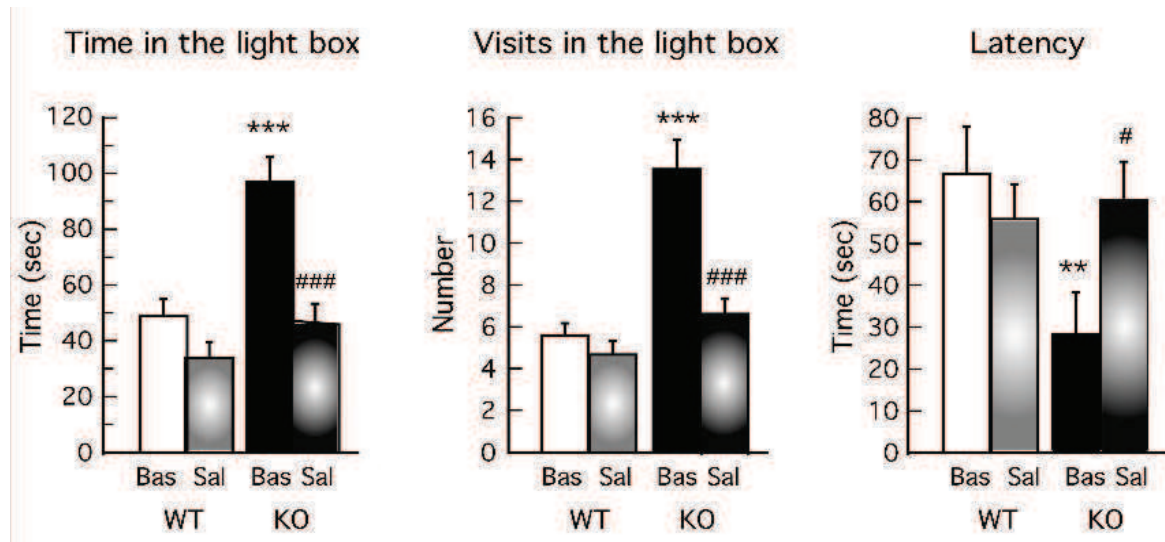 Time in the light box
Time (sec)
120
100
80
60
40
20
0
***
###
Bas Sal Bas Sal
WT KO
Visits in the light box
Number
16
14
12
10
8
6
4
2
0
***
###
Bas Sal Bas Sal
WT KO
Latency
Time (sec)
80
70
60
50
40
30
20
10
0
**
#
Bas Sal Bas Sal
WT KO